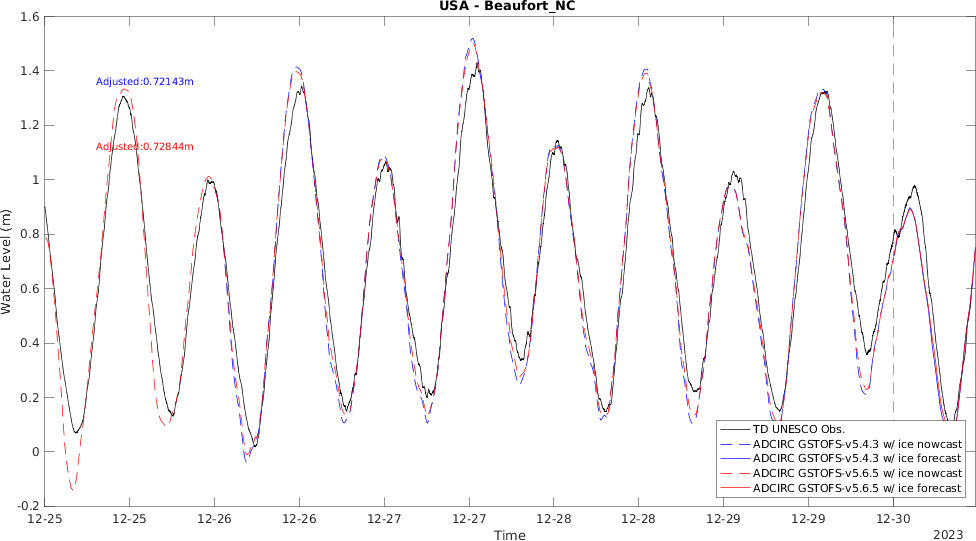 USA - Beaufort_NC
1.6
1.4
1.2
1
0.8
0.6
0.4
0.2
0
-0.2
Water Level (m)
Adjusted:0.72143m
Adjusted:0.72844m
TD UNESCO Obs.
ADCIRC GSTOFS-v5.4.3 w/ ice nowcast
ADCIRC GSTOFS-v5.4.3 w/ ice forecast
ADCIRC GSTOFS-v5.6.5 w/ ice nowcast
ADCIRC GSTOFS-v5.6.5 w/ ice forecast
12-25 12-25 12-26 12-26 12-27 12-27 12-28 12-28 12-29 12-29 12-30
Time
2023